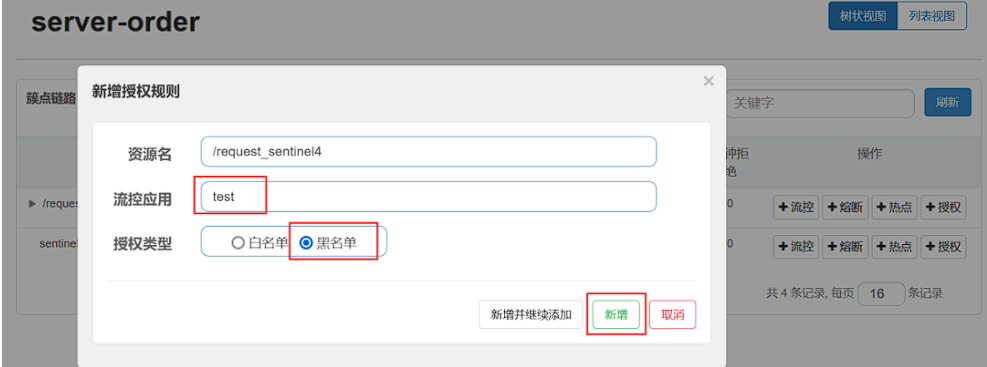 server-order
树状视图 列表视图
簇点链路
关键字
刷新
新增授权规则
×
资源名 /request_sentinel4
流控应用 test
授权类型 白名单 黑名单
新增并继续添加 新增 取消
钟拒
绝
操作
/reques
0 +流控 +熔断 +热点 +授权
sentine
0 +流控 +熔断 +热点 +授权
共 4 条记录, 每页 16 条记录